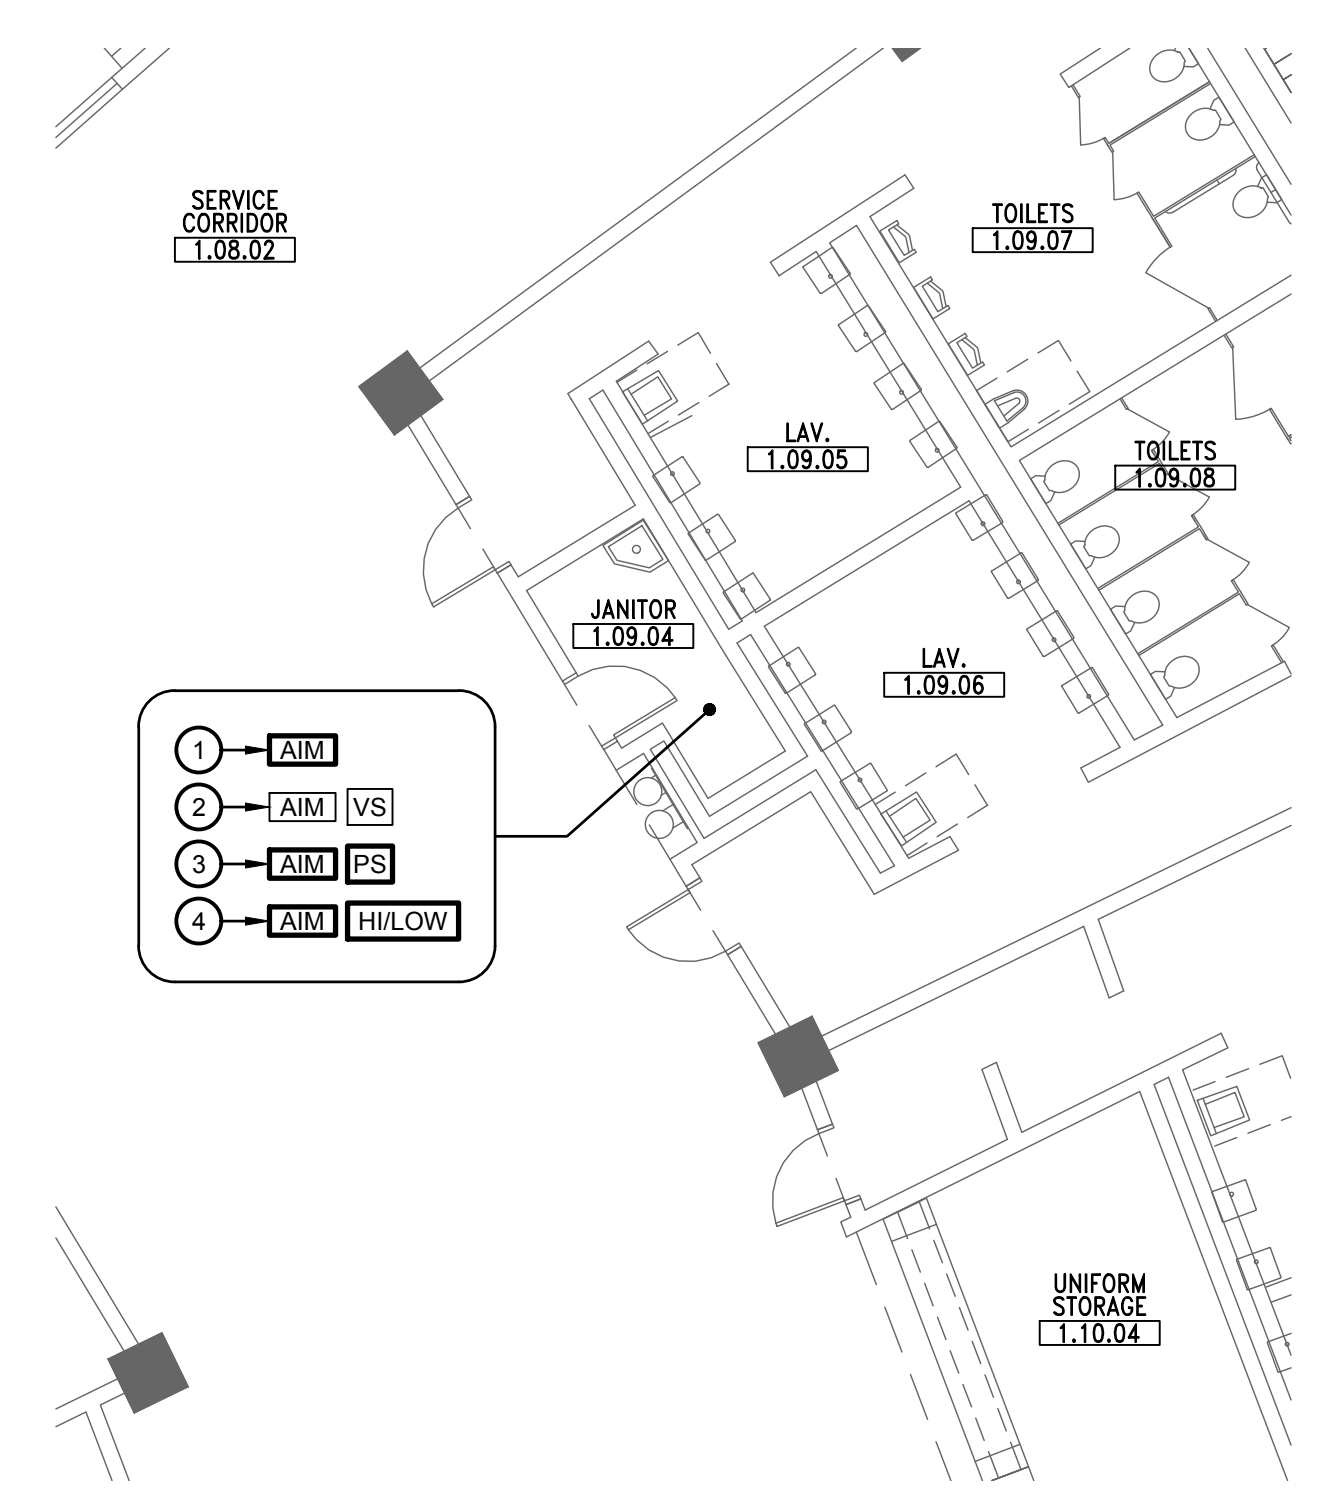 SERVICE
CORRIDOR
1.08.02
TOILETS
1.09.07
LAV.
1.09.05
TOILETS
1.09.08
JANITOR
1.09.04
LAV.
1.09.06
1 AIM
2 AIM VS
3 AIM PS
4 AIM HI/LOW
UNIFORM
STORAGE
1.10.04